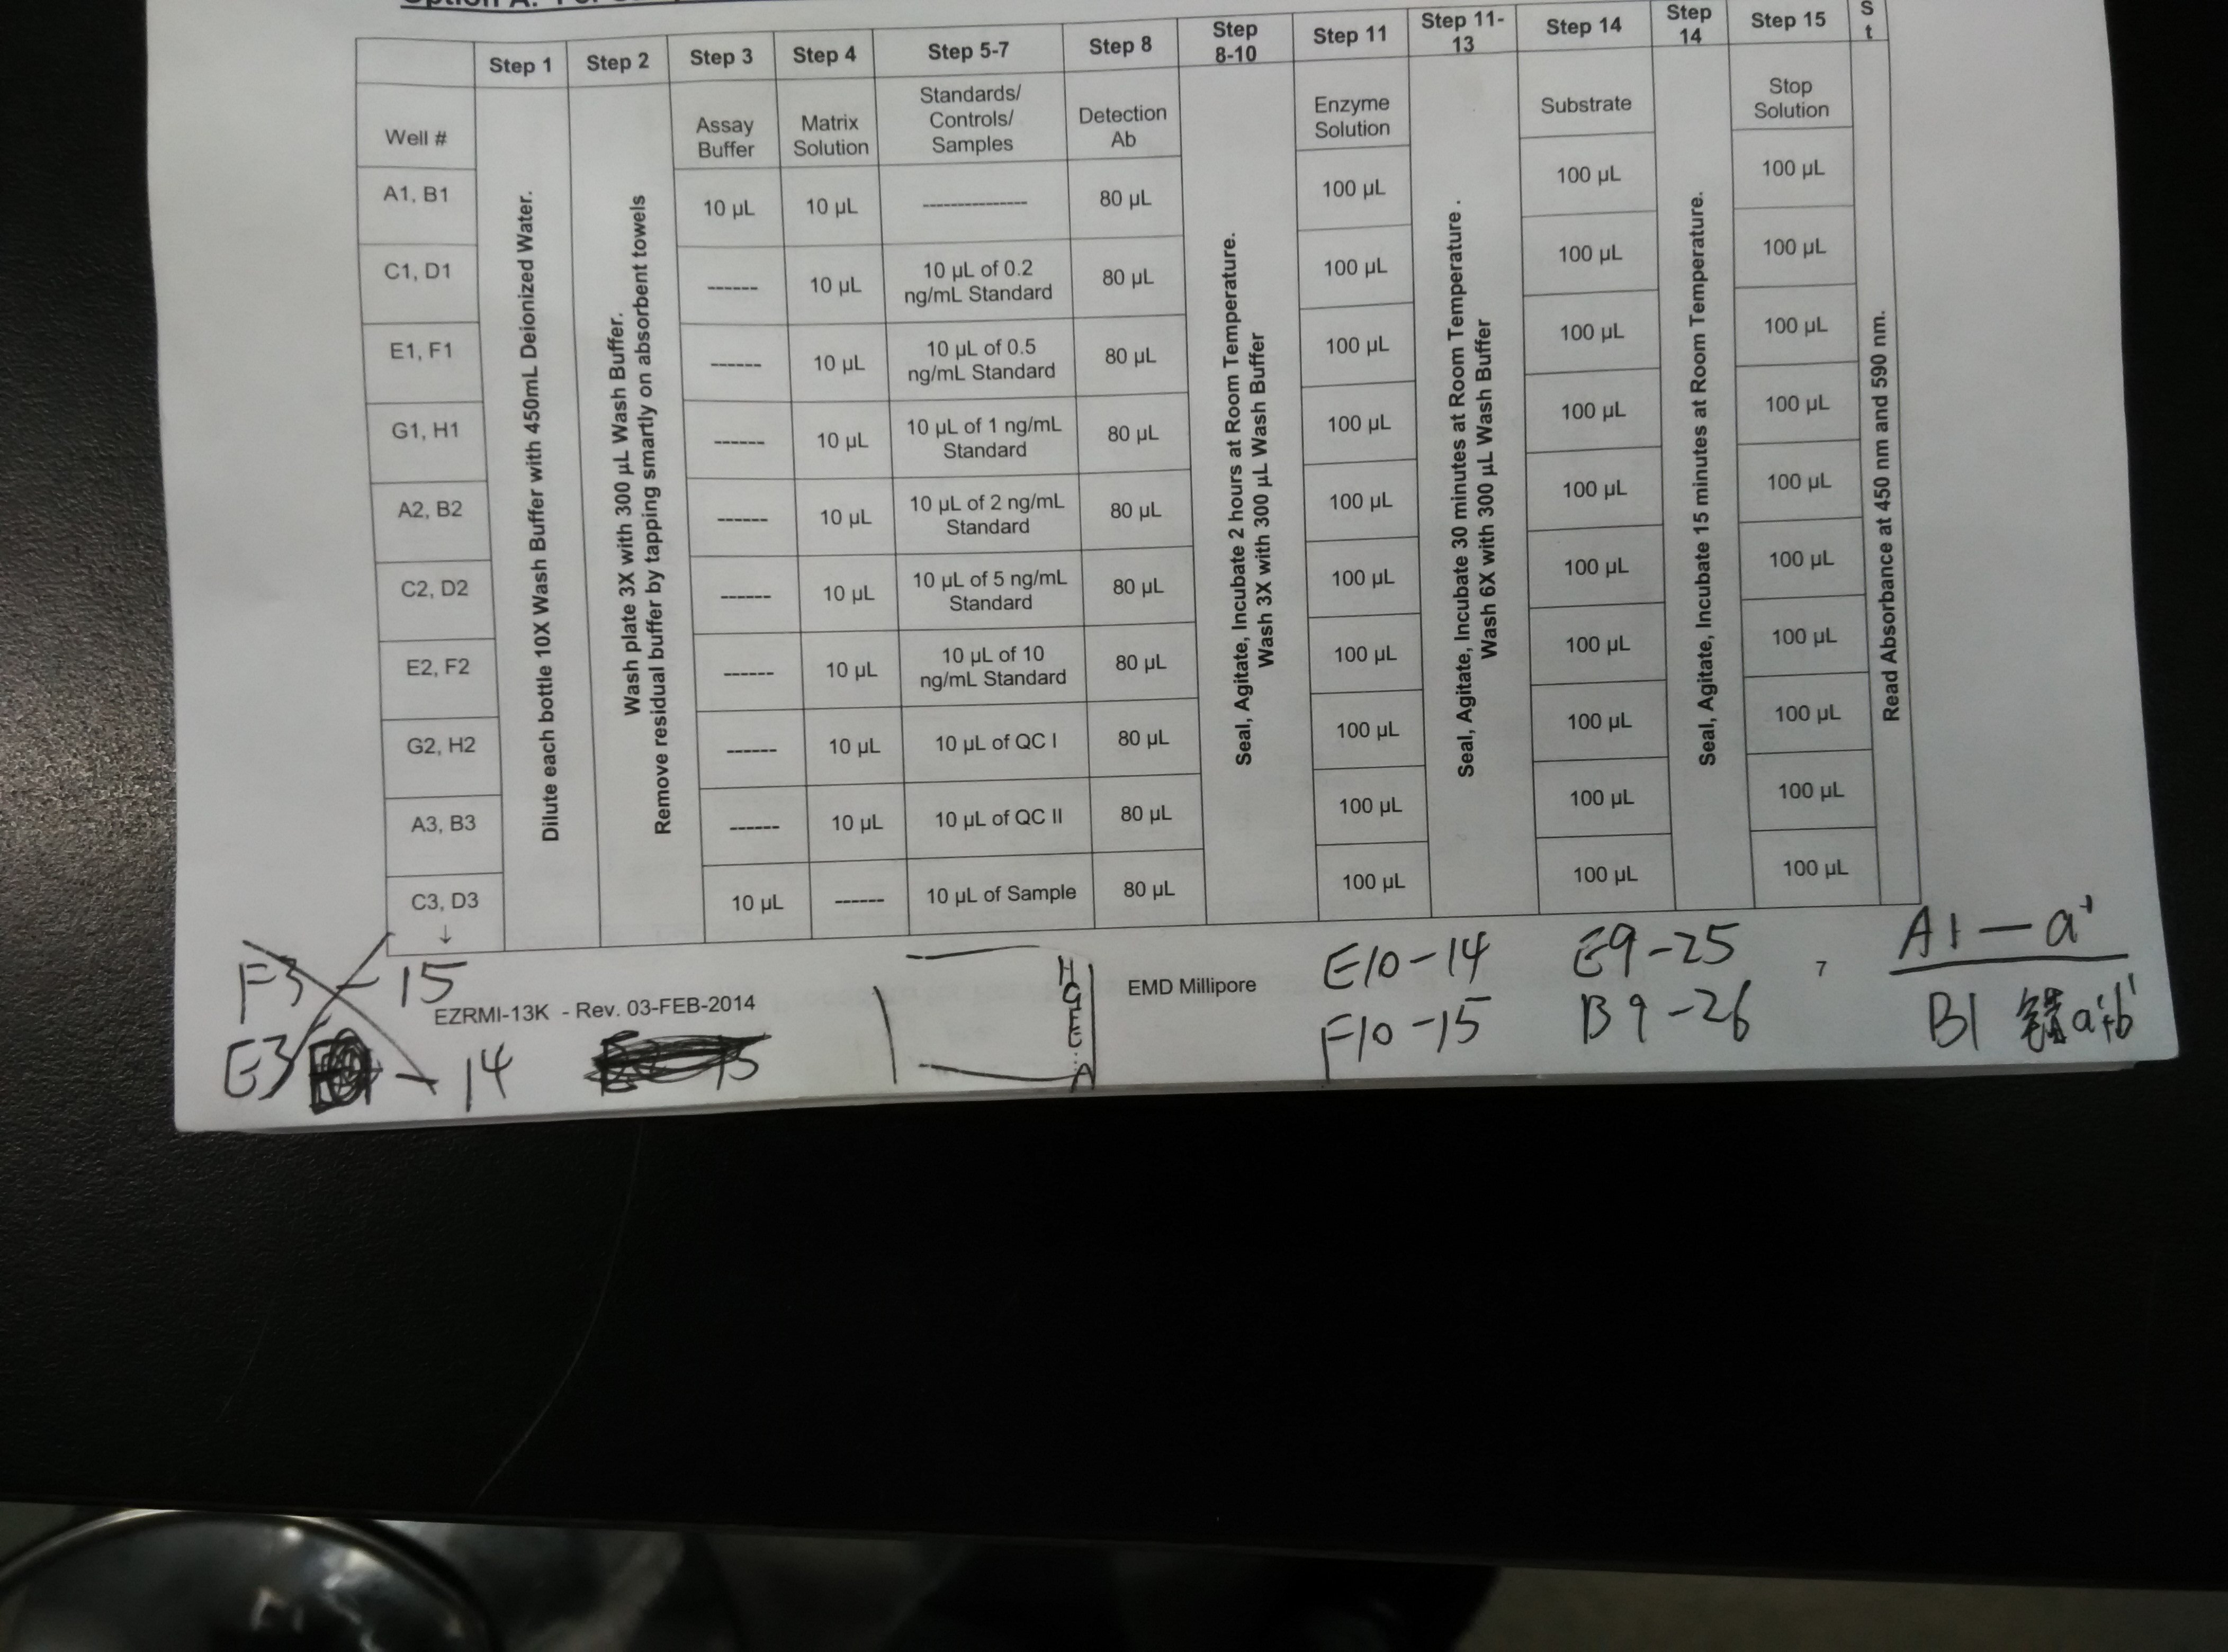 Step 1 Step 2 Step 3 Step 4 Step 5-7 Step 8 Step 8-10 Step 11 Step 11-13 Step 14 Step 14 Step 15 St
Well # Assay Buffer Matrix Solution Standards/ Controls/ Samples Detection Ab Enzyme Solution Substrate Stop Solution
Dilute each bottle 10X Wash Buffer with 450mL Deionized Water.
Wash plate 3X with 300 µL Wash Buffer.
Remove residual buffer by tapping smartly on absorbent towels
Seal, Agitate, Incubate 2 hours at Room Temperature.
Wash 3X with 300 µL Wash Buffer
Seal, Agitate, Incubate 30 minutes at Room Temperature .
Wash 6X with 300 µL Wash Buffer
Seal, Agitate, Incubate 15 minutes at Room Temperature.
Read Absorbance at 450 nm and 590 nm.
A1, B1 10 µL 10 µL --------------- 80 µL 100 µL 100 µL 100 µL
C1, D1 ------ 10 µL 10 µL of 0.2 ng/mL Standard 80 µL 100 µL 100 µL 100 µL
E1, F1 ------ 10 µL 10 µL of 0.5 ng/mL Standard 80 µL 100 µL 100 µL 100 µL
G1, H1 ------ 10 µL 10 µL of 1 ng/mL Standard 80 µL 100 µL 100 µL 100 µL
A2, B2 ------ 10 µL 10 µL of 2 ng/mL Standard 80 µL 100 µL 100 µL 100 µL
C2, D2 ------ 10 µL 10 µL of 5 ng/mL Standard 80 µL 100 µL 100 µL 100 µL
E2, F2 ------ 10 µL 10 µL of 10 ng/mL Standard 80 µL 100 µL 100 µL 100 µL
G2, H2 ------ 10 µL 10 µL of QC I 80 µL 100 µL 100 µL 100 µL
A3, B3 ------ 10 µL 10 µL of QC II 80 µL 100 µL 100 µL 100 µL
C3, D3 ↓ 10 µL ------ 10 µL of Sample 80 µL 100 µL 100 µL 100 µL
F3 - 15
E3 - 14
EZRMI-13K - Rev. 03-FEB-2014
EMD Millipore
E10-14 E9-25
F10-15 B9-26
7
A1 — a'
B1 a'+b'